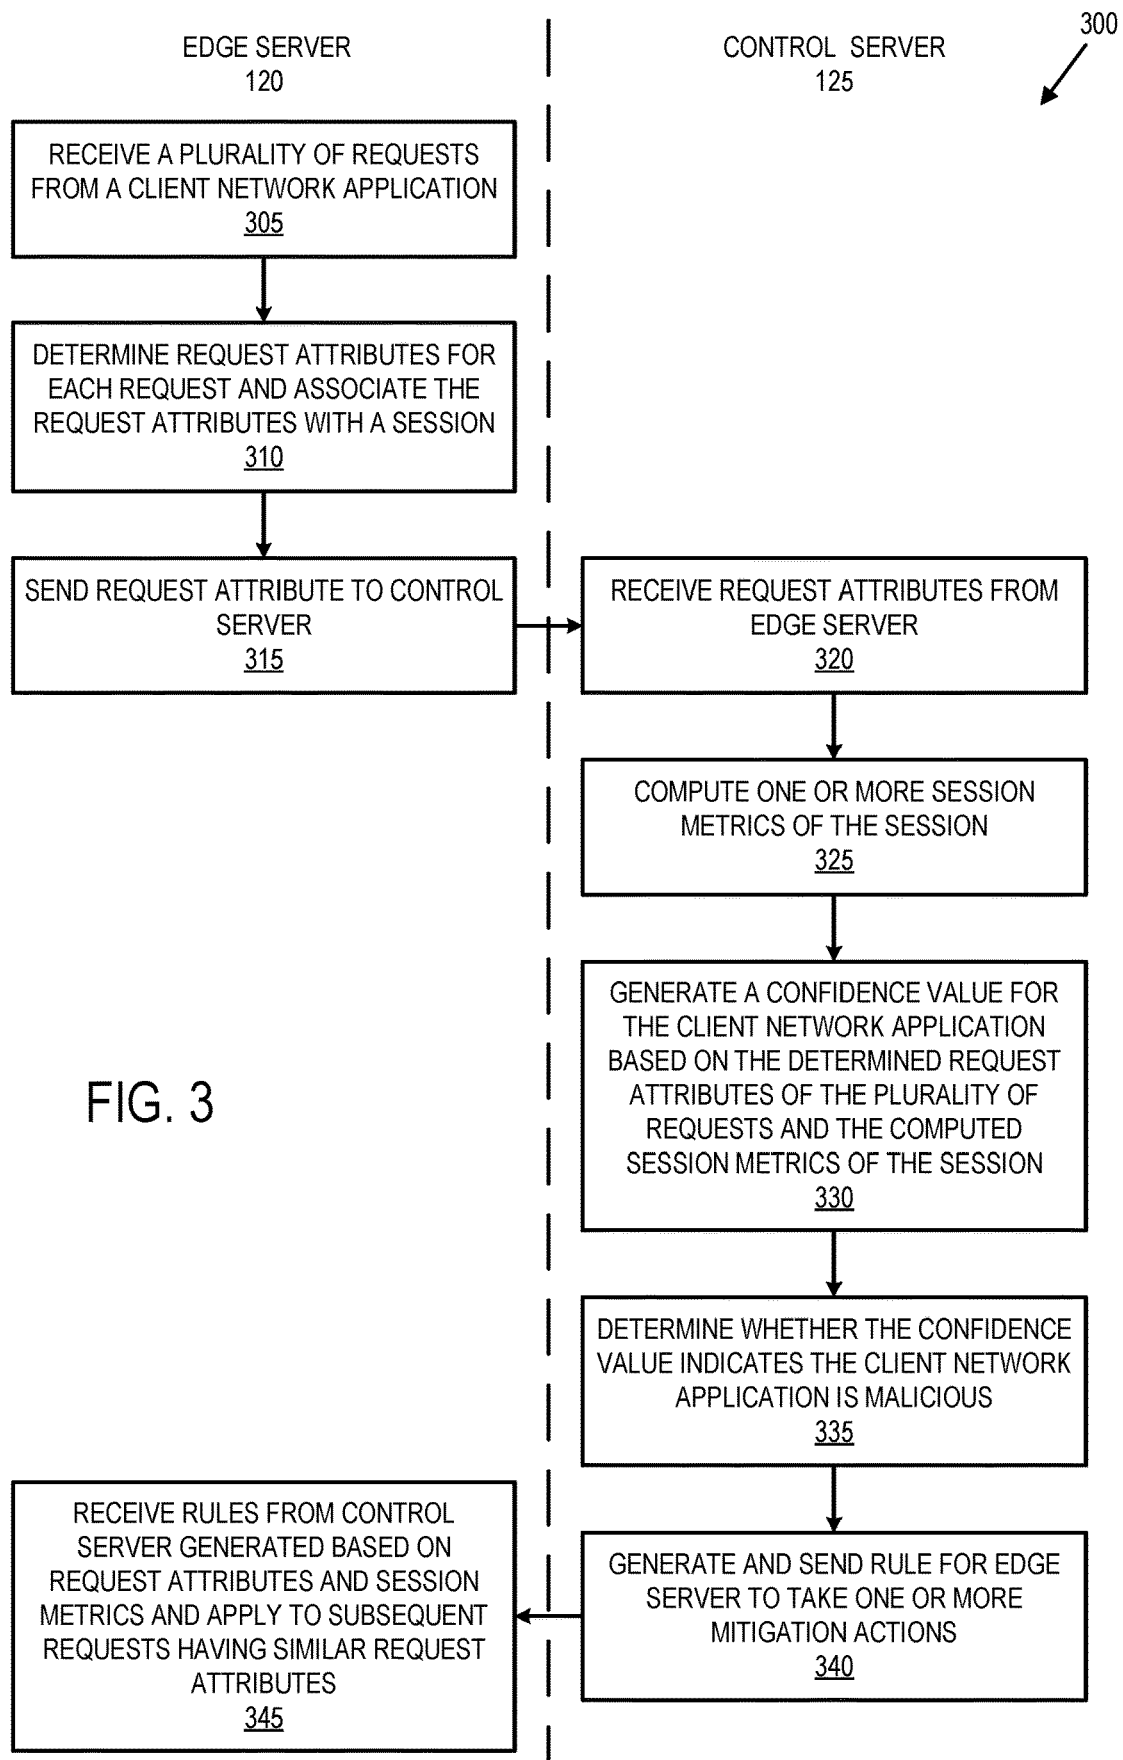 300
EDGE SERVER
120
CONTROL SERVER
125
RECEIVE A PLURALITY OF REQUESTS
FROM A CLIENT NETWORK APPLICATION
305
DETERMINE REQUEST ATTRIBUTES FOR
EACH REQUEST AND ASSOCIATE THE
REQUEST ATTRIBUTES WITH A SESSION
310
SEND REQUEST ATTRIBUTE TO CONTROL
SERVER
315
RECEIVE REQUEST ATTRIBUTES FROM
EDGE SERVER
320
COMPUTE ONE OR MORE SESSION
METRICS OF THE SESSION
325
GENERATE A CONFIDENCE VALUE FOR
THE CLIENT NETWORK APPLICATION
BASED ON THE DETERMINED REQUEST
ATTRIBUTES OF THE PLURALITY OF
REQUESTS AND THE COMPUTED
SESSION METRICS OF THE SESSION
330
FIG. 3
DETERMINE WHETHER THE CONFIDENCE
VALUE INDICATES THE CLIENT NETWORK
APPLICATION IS MALICIOUS
335
GENERATE AND SEND RULE FOR EDGE
SERVER TO TAKE ONE OR MORE
MITIGATION ACTIONS
340
RECEIVE RULES FROM CONTROL
SERVER GENERATED BASED ON
REQUEST ATTRIBUTES AND SESSION
METRICS AND APPLY TO SUBSEQUENT
REQUESTS HAVING SIMILAR REQUEST
ATTRIBUTES
345